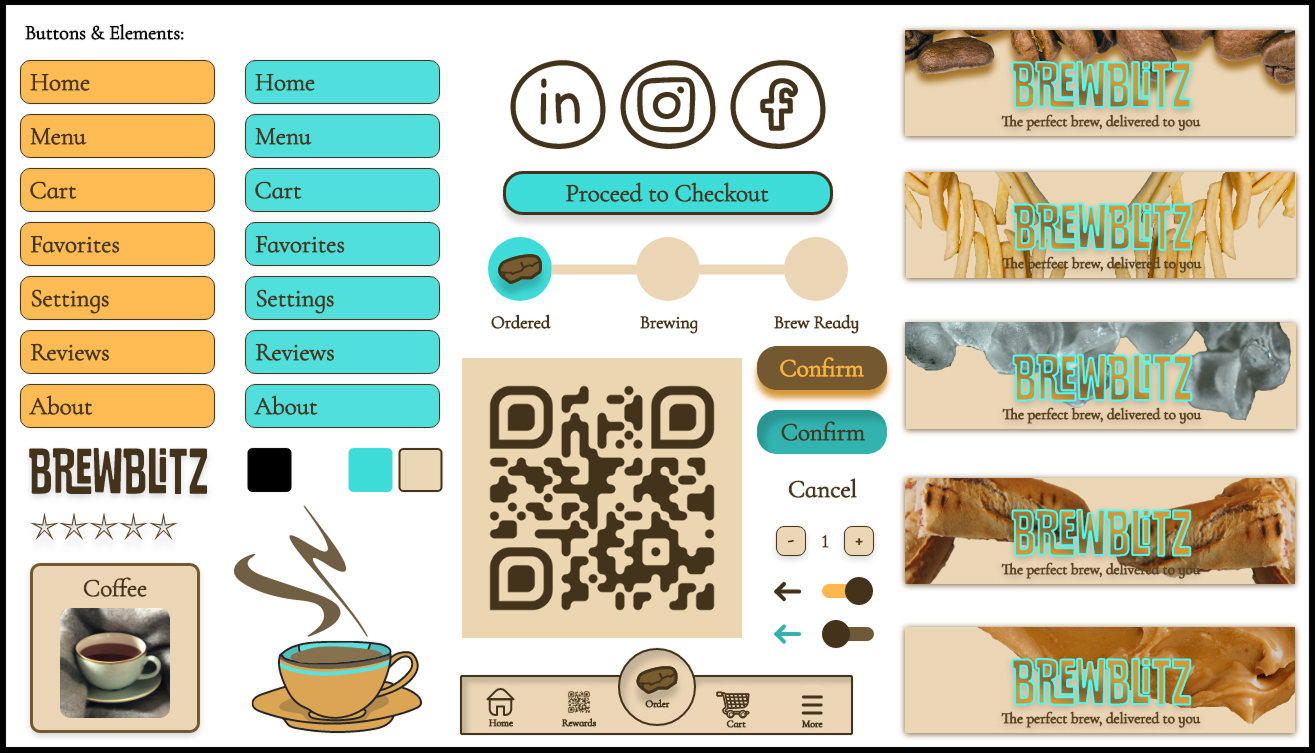 Buttons & Elements:
Home
Menu
Cart
Favorites
Settings
Reviews
About
Home
Menu
Cart
Favorites
Settings
Reviews
About
BREWBLiTZ
Coffee
in
f
Proceed to Checkout
Ordered
Brewing
Brew Ready
Confirm
Confirm
Cancel
- 1 +
Home
Rewards
Order
Cart
More
BREWBLiTZ
The perfect brew, delivered to you
BREWBLiTZ
The perfect brew, delivered to you
BREWBLiTZ
The perfect brew, delivered to you
BREWBLiTZ
The perfect brew, delivered to you
BREWBLiTZ
The perfect brew, delivered to you